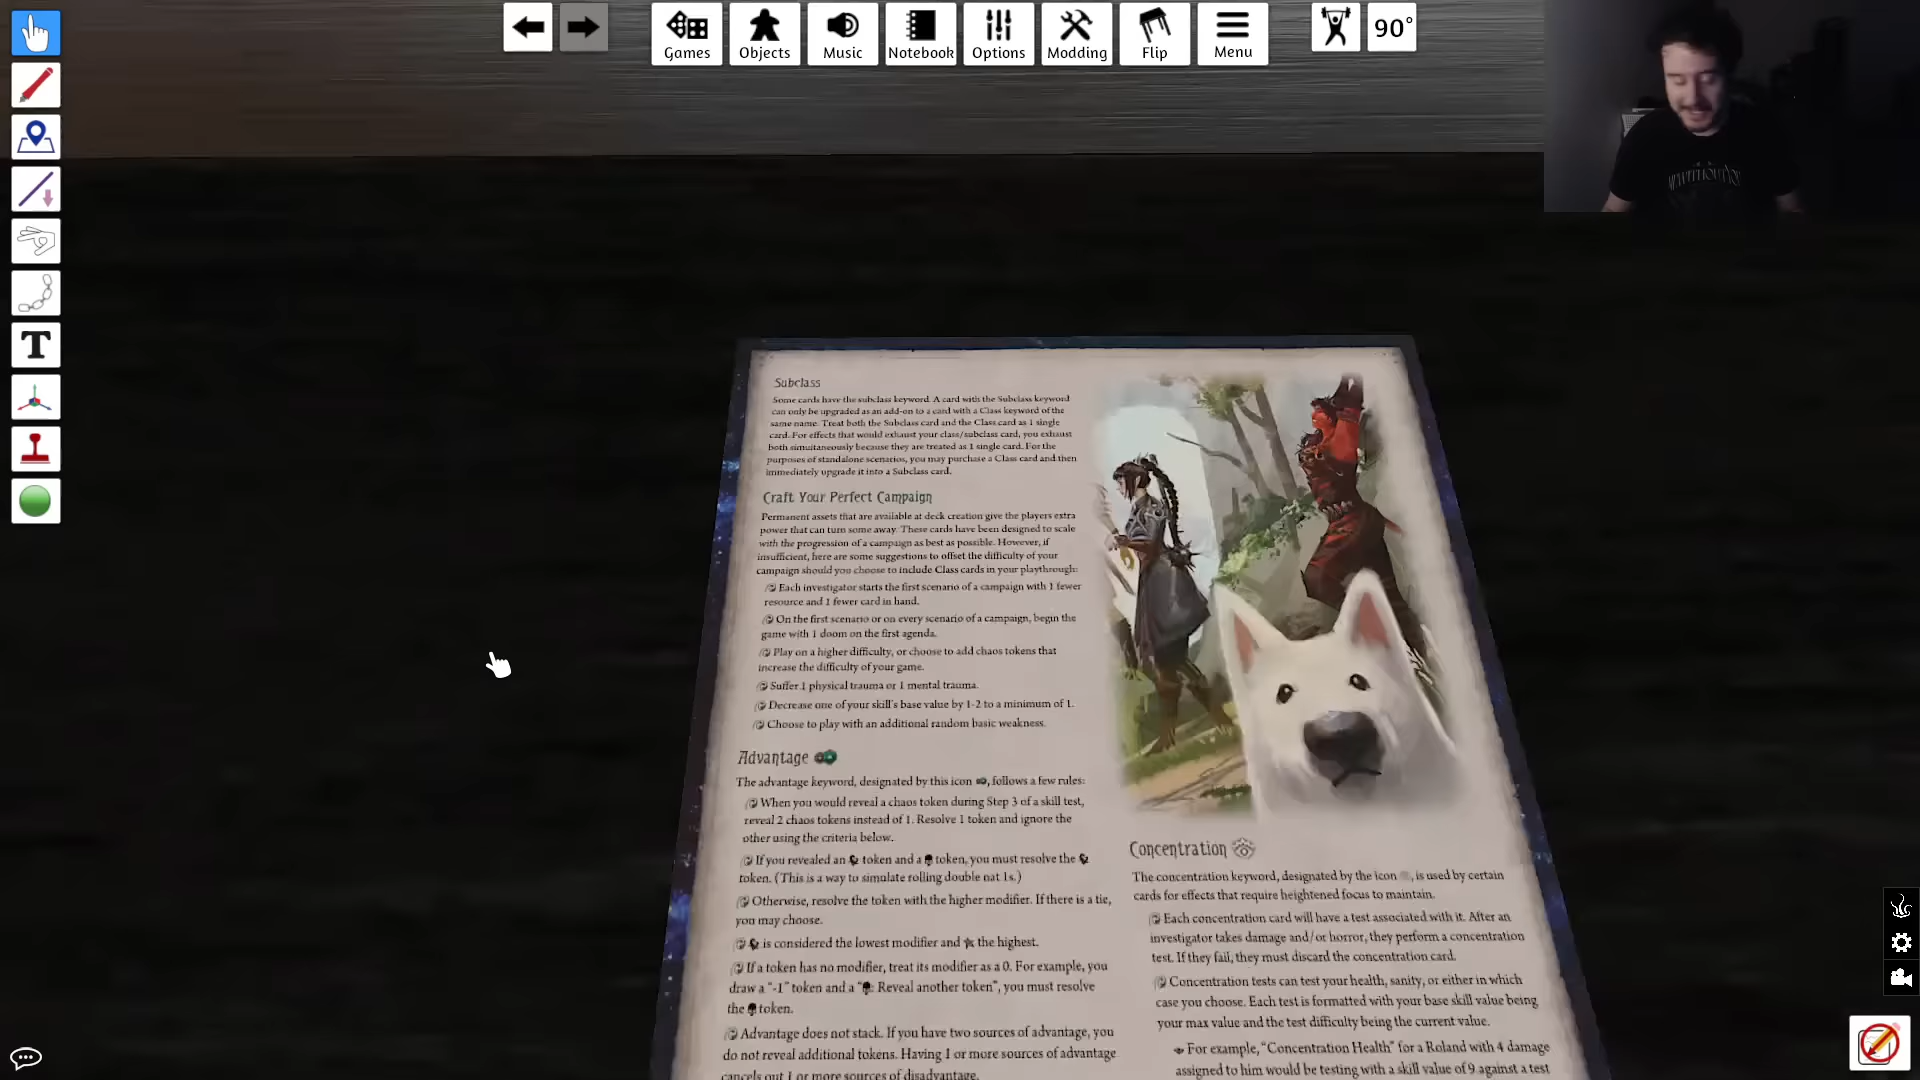 Games
Objects
Music
Notebook
Options
Modding
Flip
Menu
90°
T
Subclass
Some cards have the subclass keyword. A card with the Subclass keyword
can only be upgraded as an add-on to a card with a Class keyword of the
same name. Treat both the Subclass card and the Class card as 1 single
card. For effects that would exhaust your class/subclass card, you exhaust
both simultaneously because they are treated as 1 single card. For the
purposes of standalone scenarios, you may purchase a Class card and then
immediately upgrade it into a Subclass card.
Craft Your Perfect Campaign
Permanent assets that are available at deck creation give the players extra
power that can turn some away. These cards have been designed to scale
with the progression of a campaign as best as possible. However, if
insufficient, here are some suggestions to offset the difficulty of your
campaign should you choose to include Class cards in your playthrough:
Each investigator starts the first scenario of a campaign with 1 fewer
resource and 1 fewer card in hand.
On the first scenario or on every scenario of a campaign, begin the
game with 1 doom on the first agenda.
Play on a higher difficulty, or choose to add chaos tokens that
increase the difficulty of your game.
Suffer 1 physical trauma or 1 mental trauma.
Decrease one of your skill's base value by 1-2 to a minimum of 1.
Choose to play with an additional random basic weakness.
Advantage
The advantage keyword, designated by this icon , follows a few rules:
When you would reveal a chaos token during Step 3 of a skill test,
reveal 2 chaos tokens instead of 1. Resolve 1 token and ignore the
other using the criteria below.
If you revealed an token and a token, you must resolve the
token. (This is a way to simulate rolling double nat 1s.)
Otherwise, resolve the token with the higher modifier. If there is a tie,
you may choose.
is considered the lowest modifier and the highest.
If a token has no modifier, treat its modifier as a 0. For example, you
draw a "-1" token and a " : Reveal another token", you must resolve
the token.
Advantage does not stack. If you have two sources of advantage, you
do not reveal additional tokens. Having 1 or more sources of advantage
cancels out 1 or more sources of disadvantage.
Concentration
The concentration keyword, designated by the icon , is used by certain
cards for effects that require heightened focus to maintain.
Each concentration card will have a test associated with it. After an
investigator takes damage and/or horror, they perform a concentration
test. If they fail, they must discard the concentration card.
Concentration tests can test your health, sanity, or either in which
case you choose. Each test is formatted with your base skill value being
your max value and the test difficulty being the current value.
For example, "Concentration Health" for a Roland with 4 damage
assigned to him would be testing with a skill value of 9 against a test